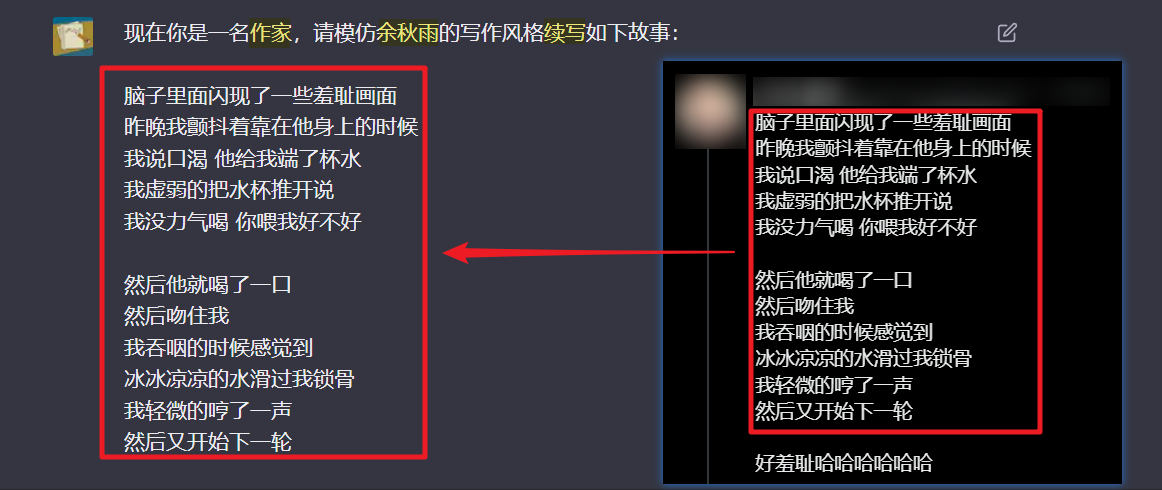 现在你是一名作家，请模仿余秋雨的写作风格续写如下故事：
脑子里面闪现了一些羞耻画面
昨晚我颤抖着靠在他身上的时候
我说口渴 他给我端了杯水
我虚弱的把水杯推开说
我没力气喝 你喂我好不好
然后他就喝了一口
然后吻住我
我吞咽的时候感觉到
冰冰凉凉的水滑过我锁骨
我轻微的哼了一声
然后又开始下一轮
脑子里面闪现了一些羞耻画面
昨晚我颤抖着靠在他身上的时候
我说口渴 他给我端了杯水
我虚弱的把水杯推开说
我没力气喝 你喂我好不好
然后他就喝了一口
然后吻住我
我吞咽的时候感觉到
冰冰凉凉的水滑过我锁骨
我轻微的哼了一声
然后又开始下一轮
好羞耻哈哈哈哈哈哈